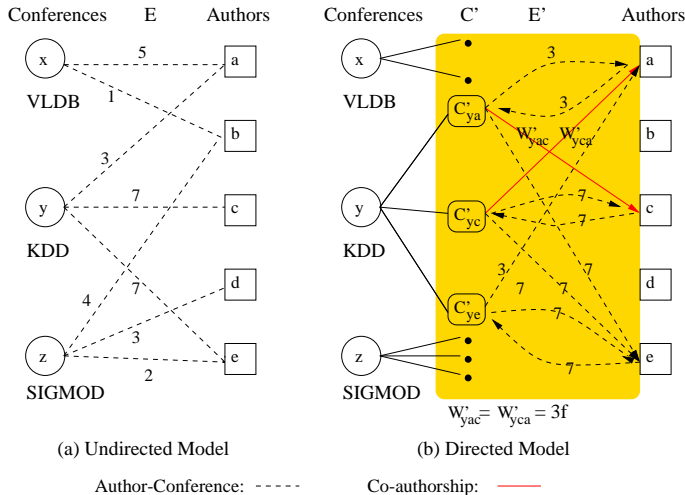 Conferences E Authors
x 5 a
VLDB
1
b
3
y 7 c
KDD
7
d
4
3
z 2 e
SIGMOD
(a) Undirected Model
Conferences C' E' Authors
x 3 a
VLDB
3
C'ya
W'yac W'yca b
y C'yc 7 c
7
KDD
3 7
d
C'ye 7 7
z 7 e
SIGMOD
W'yac = W'yca = 3f
(b) Directed Model
Author-Conference: Co-authorship: